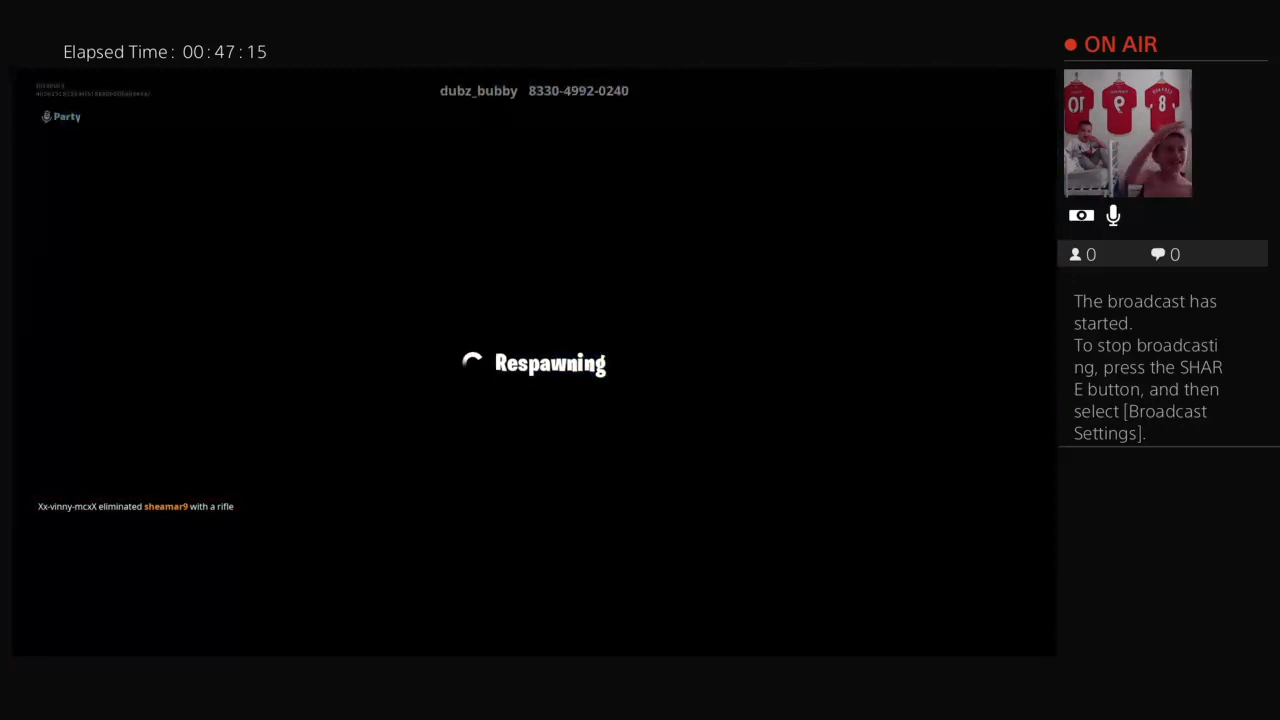 Elapsed Time: 00:47:15
ON AIR
dubz_bubby 8330-4992-0240
Party
0 0
The broadcast has
started.
To stop broadcasti
ng, press the SHAR
E button, and then
select [Broadcast
Settings].
Respawning
Xx-vinny-mcxX eliminated sheamar9 with a rifle